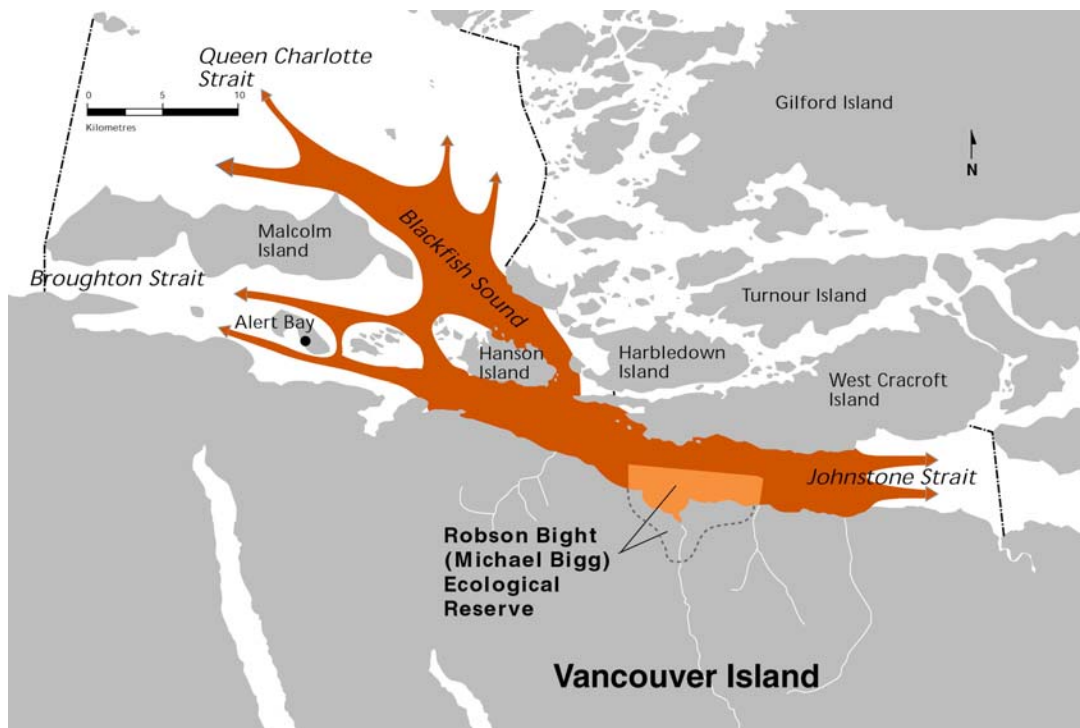 Queen Charlotte
Strait
0 5 10
Kilometres
Gilford Island
N
Malcolm
Island
Blackfish Sound
Broughton Strait
Turnour Island
Alert Bay
Hanson
Island
Harbledown
Island
West Cracroft
Island
Johnstone Strait
Robson Bight
(Michael Bigg)
Ecological
Reserve
Vancouver Island